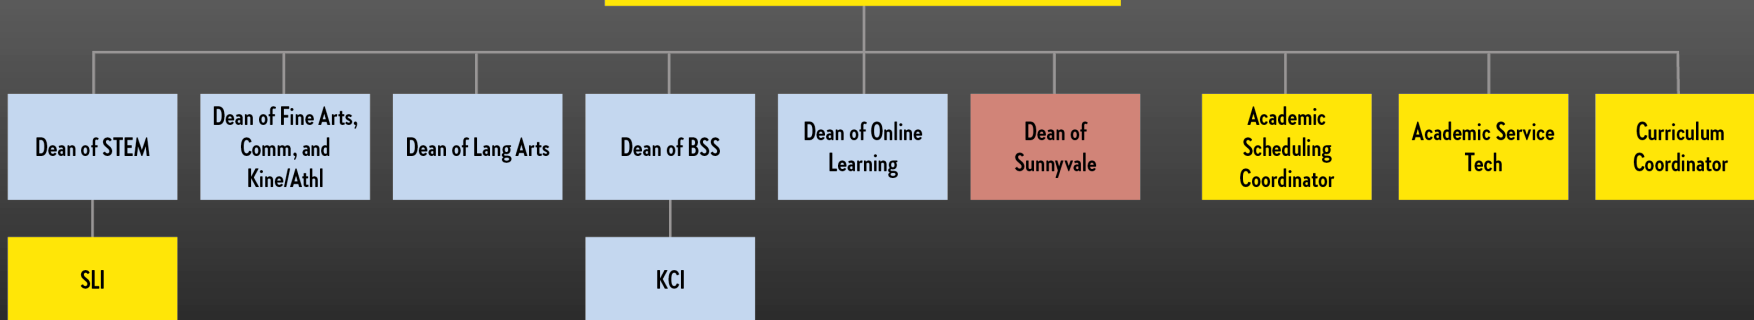 Dean of STEM
Dean of Fine Arts,
Comm, and
Kine/Athl
Dean of Lang Arts
Dean of BSS
Dean of Online
Learning
Dean of
Sunnyvale
Academic
Scheduling
Coordinator
Academic Service
Tech
Curriculum
Coordinator
SLI
KCI